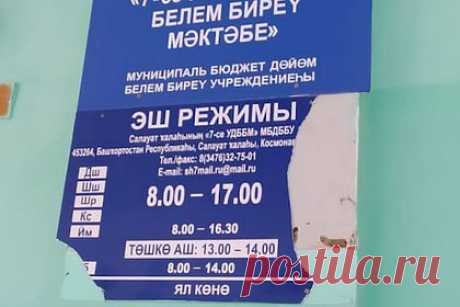 «7-се
БЕЛЕМ БИРЕҮ
МӘКТӘБЕ»
МУНИЦИПАЛЬ БЮДЖЕТ ДӨЙӨМ
БЕЛЕМ БИРЕҮ УЧРЕЖДЕНИЕҺЫ
ЭШ РЕЖИМЫ
Салауат ҡалаһының «7-се УДББМ» МБДББУ
453264, Башҡортостан Республикаһы, Салауат ҡалаһы, Космонав
Тел./факс: 8(3476)32-75-01
E-mail: sh7mail.ru@mail.ru
Дш
Шш
Шр
Кс
Йм
8.00 – 17.00
8.00 – 16.30
ТӨШКӨ АШ: 13.00 – 14.00
8.00 – 14.00
ЯЛ КӨНӨ
postila.ru